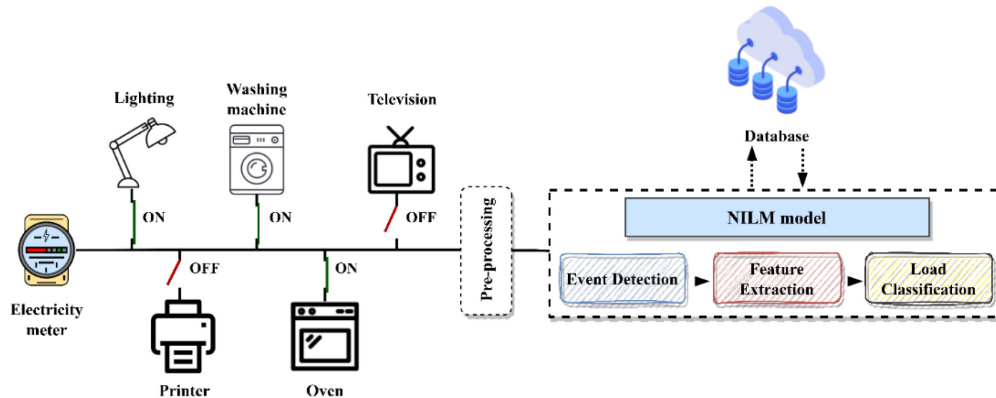 Lighting
Washing
machine
Television
Database
ON
ON
OFF
NILM model
Pre-processing
OFF
ON
Event Detection
Feature
Extraction
Load
Classification
Electricity
meter
Printer
Oven